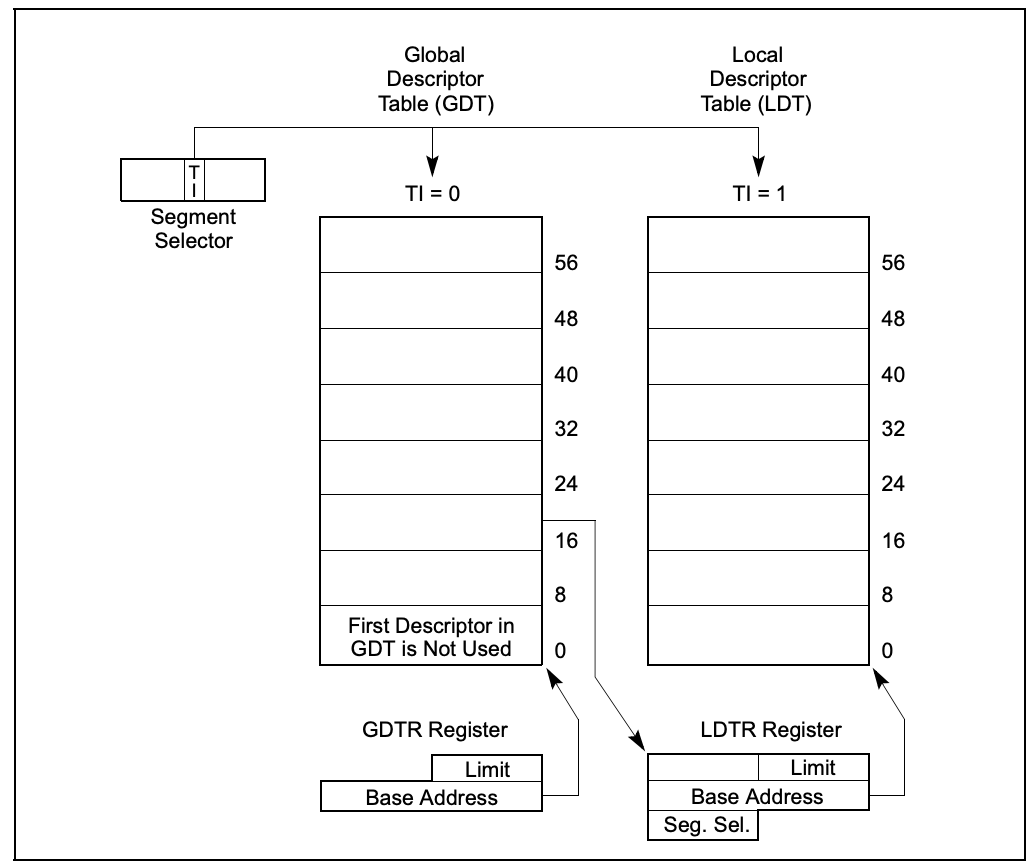 Global
Descriptor
Table (GDT)
Local
Descriptor
Table (LDT)
T
I
Segment
Selector
TI = 0
TI = 1
56
48
40
32
24
16
8
0
First Descriptor in
GDT is Not Used
56
48
40
32
24
16
8
0
GDTR Register
Limit
Base Address
LDTR Register
Limit
Base Address
Seg. Sel.